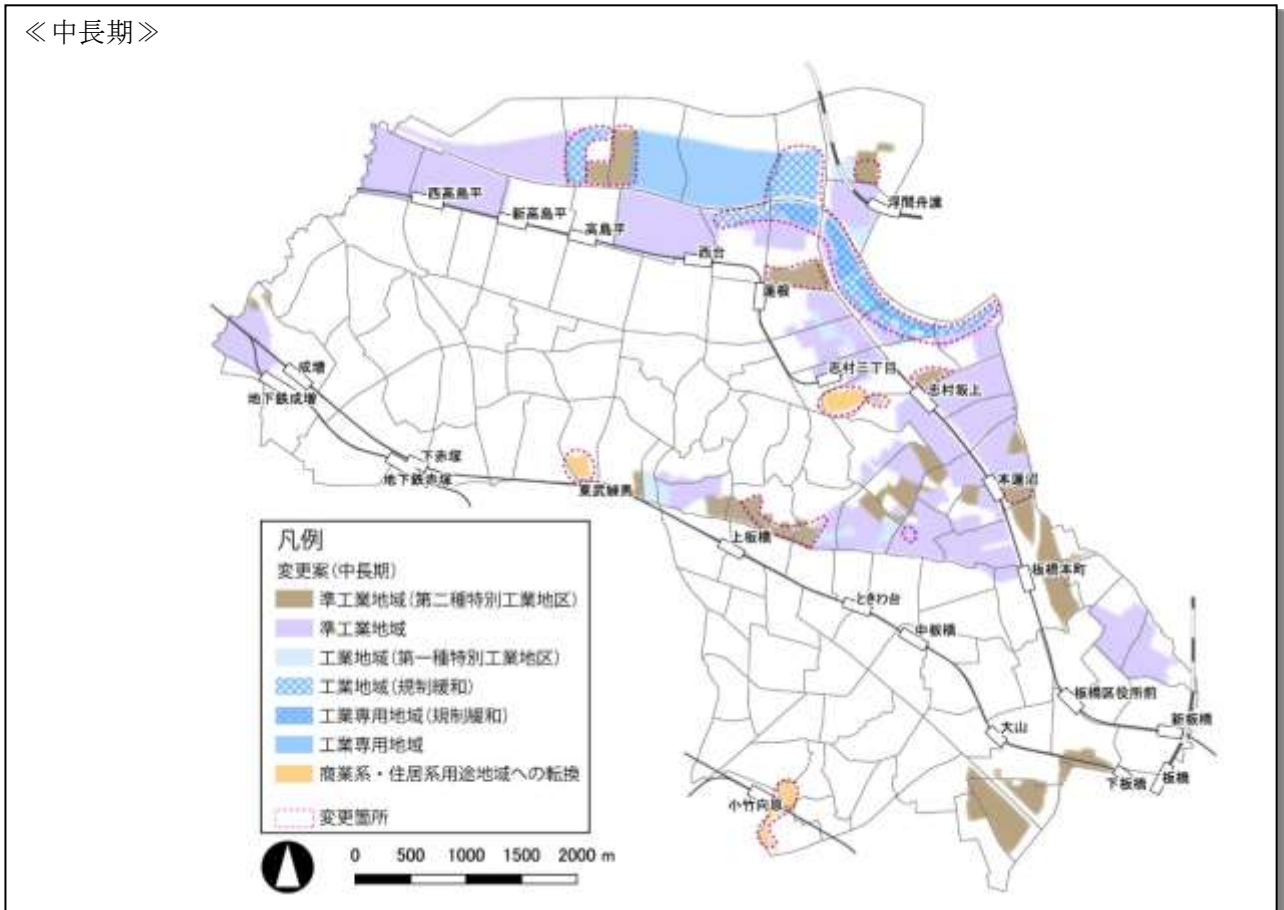 ≪中長期≫
浮間舟渡
西高島平
新高島平
高島平
西台
蓮根
志村三丁目
志村坂上
成増
地下鉄成増
下赤塚
地下鉄赤塚
東武練馬
本蓮沼
上板橋
板橋本町
ときわ台
中板橋
板橋区役所前
新板橋
大山
下板橋
板橋
小竹向原
凡例
変更案(中長期)
準工業地域(第二種特別工業地区)
準工業地域
工業地域(第一種特別工業地区)
工業地域(規制緩和)
工業専用地域(規制緩和)
工業専用地域
商業系・住居系用途地域への転換
変更箇所
0 500 1000 1500 2000 m